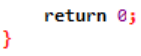 return 0;
}